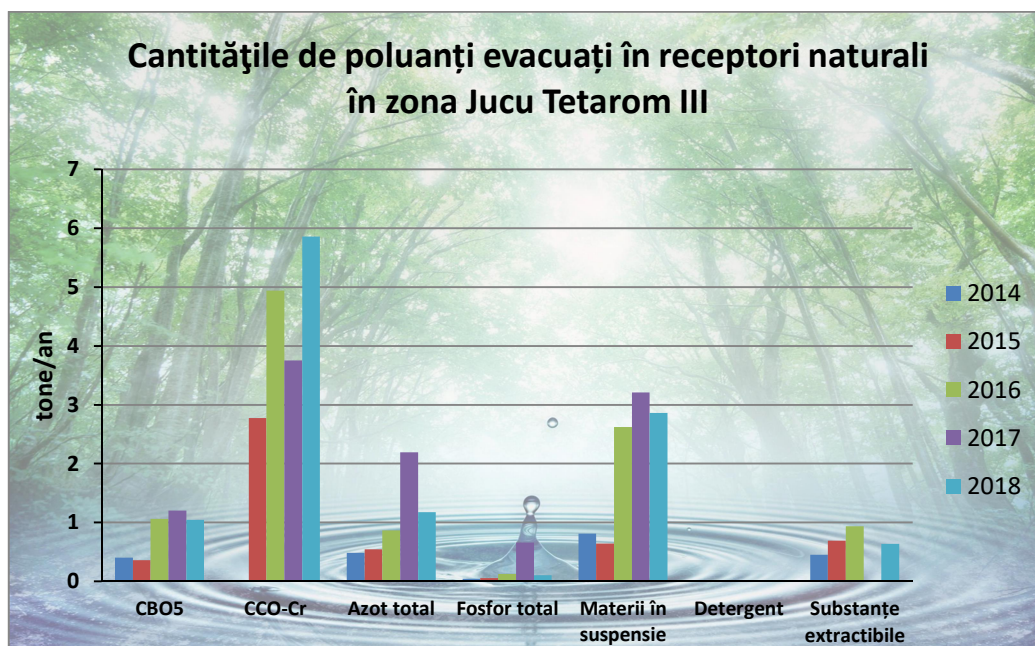 Cantităţile de poluanți evacuați în receptori naturali
în zona Jucu Tetarom III
tone/an
7
6
5
4
3
2
1
0
CBO5
CCO-Cr
Azot total
Fosfor total
Materii în
suspensie
Detergent
Substanțe
extractibile
2014
2015
2016
2017
2018